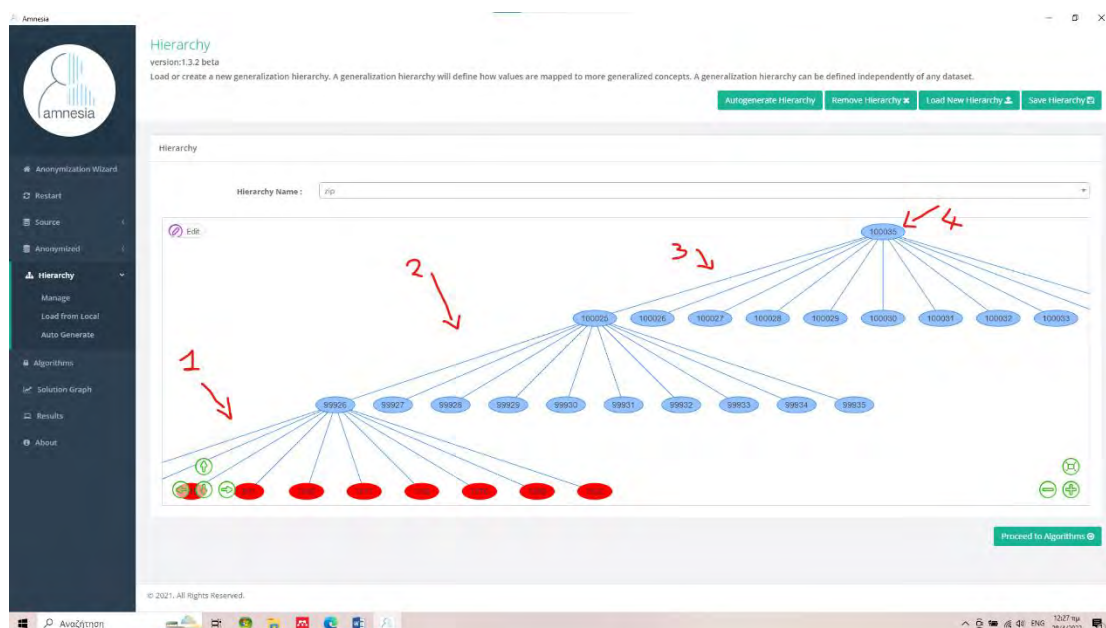 Amnesia
Hierarchy
version:1.3.2 beta
Load or create a new generalization hierarchy. A generalization hierarchy will define how values are mapped to more generalized concepts. A generalization hierarchy can be defined independently of any dataset.
Autogenerate Hierarchy Remove Hierarchy Load New Hierarchy Save Hierarchy
amnesia
Hierarchy
Anonymization Wizard
Restart
Source
Anonymized
Hierarchy
Manage
Load from Local
Auto Generate
Algorithms
Solution Graph
Results
About
Hierarchy Name :
zip
Edit
100035
4
3
2
100025 100026 100027 100028 100029 100030 100031 100032 100033
1
99926 99927 99928 99929 99930 99931 99932 99933 99934 99935
Proceed to Algorithms
© 2021, All Rights Reserved.
Αναζήτηση
ENG
12:27 πμ